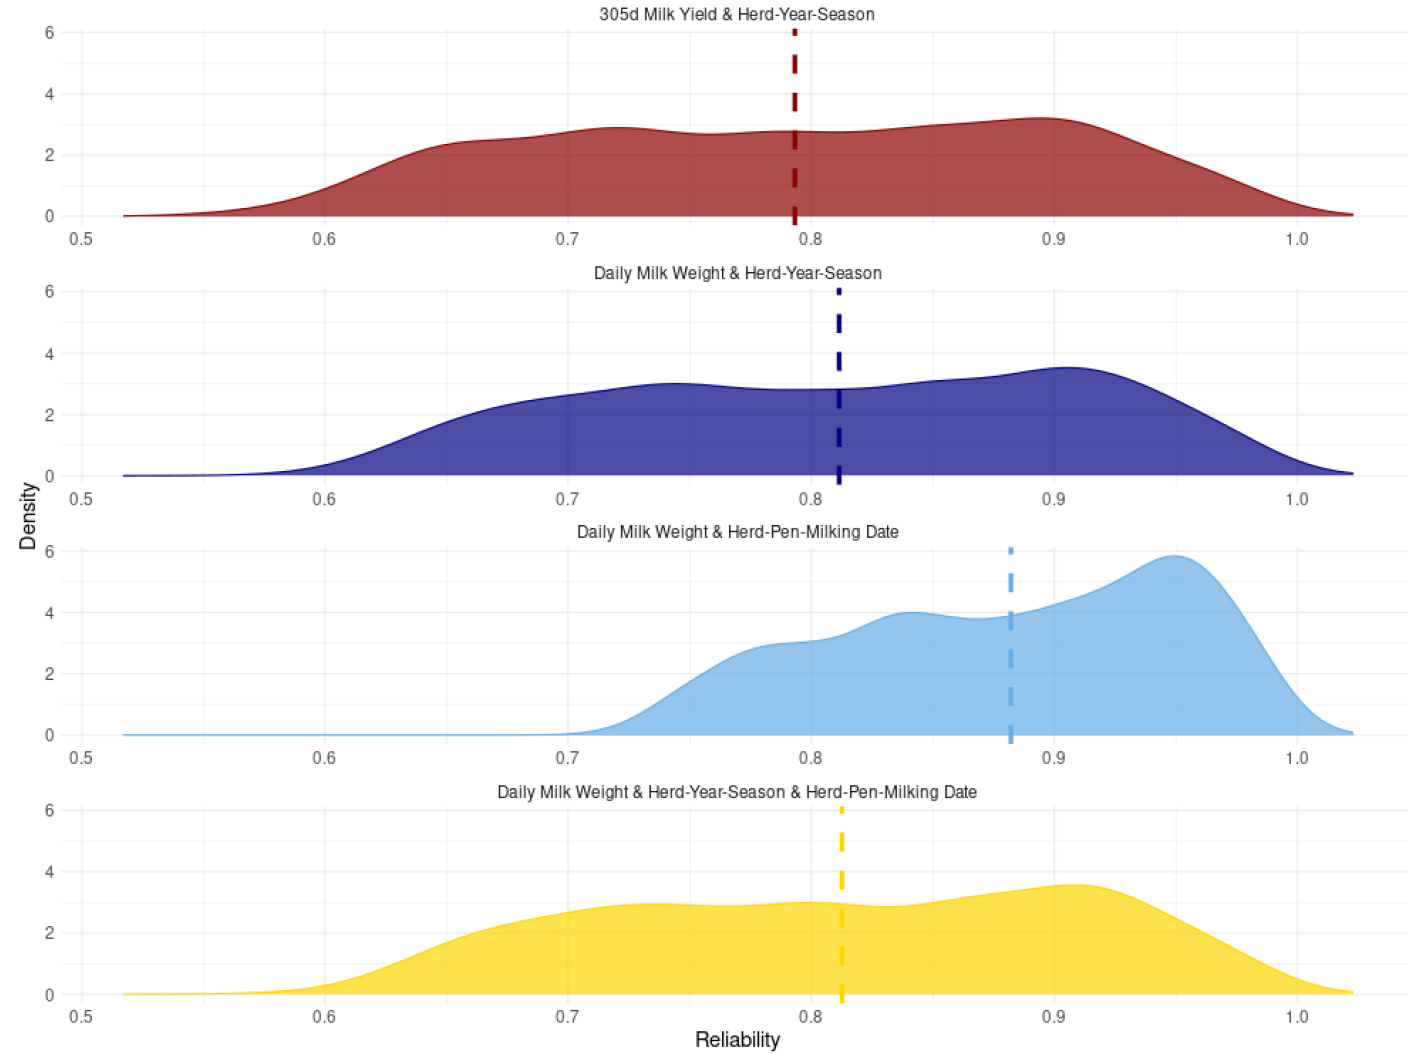 305d Milk Yield & Herd-Year-Season
6
4
2
0
0.5 0.6 0.7 0.8 0.9 1.0
Daily Milk Weight & Herd-Year-Season
6
4
2
0
0.5 0.6 0.7 0.8 0.9 1.0
Density
Daily Milk Weight & Herd-Pen-Milking Date
6
4
2
0
0.5 0.6 0.7 0.8 0.9 1.0
Daily Milk Weight & Herd-Year-Season & Herd-Pen-Milking Date
6
4
2
0
0.5 0.6 0.7 0.8 0.9 1.0
Reliability